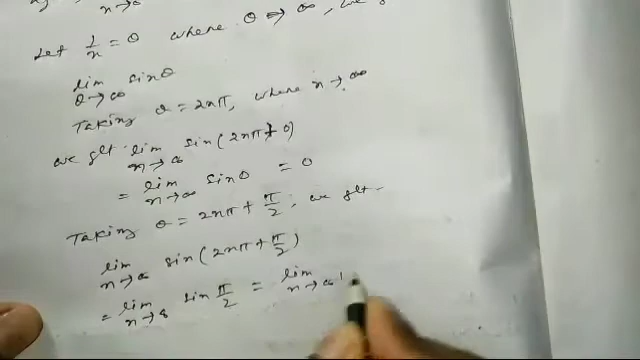 n→∞
Let 1/x = θ where θ → ∞, we g
lim sinθ
θ→∞
Taking θ = 2nπ, where n → ∞
we get lim sin(2nπ + 0)
n→∞
= lim sin0 = 0
n→∞
Taking θ = 2nπ + π/2, we get
lim sin(2nπ + π/2)
n→∞
= lim sin π/2 = lim 1
n→∞ n→∞